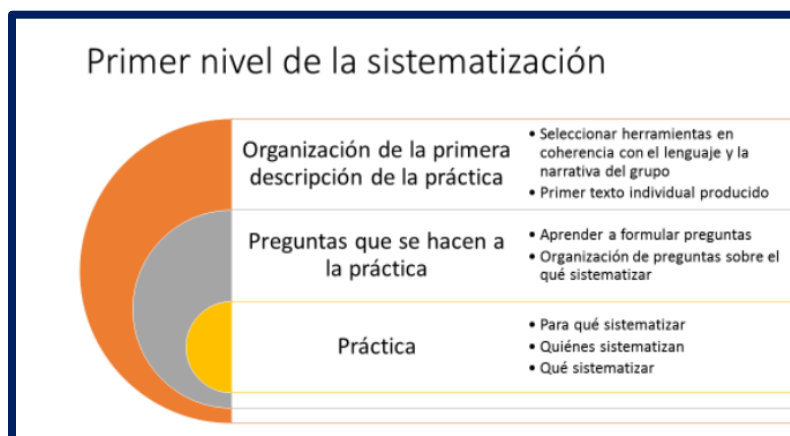 Primer nivel de la sistematización
Organización de la primera
descripción de la práctica
• Seleccionar herramientas en
coherencia con el lenguaje y la
narrativa del grupo
• Primer texto individual producido
Preguntas que se hacen a
la práctica
• Aprender a formular preguntas
• Organización de preguntas sobre el
qué sistematizar
Práctica
• Para qué sistematizar
• Quiénes sistematizan
• Qué sistematizar